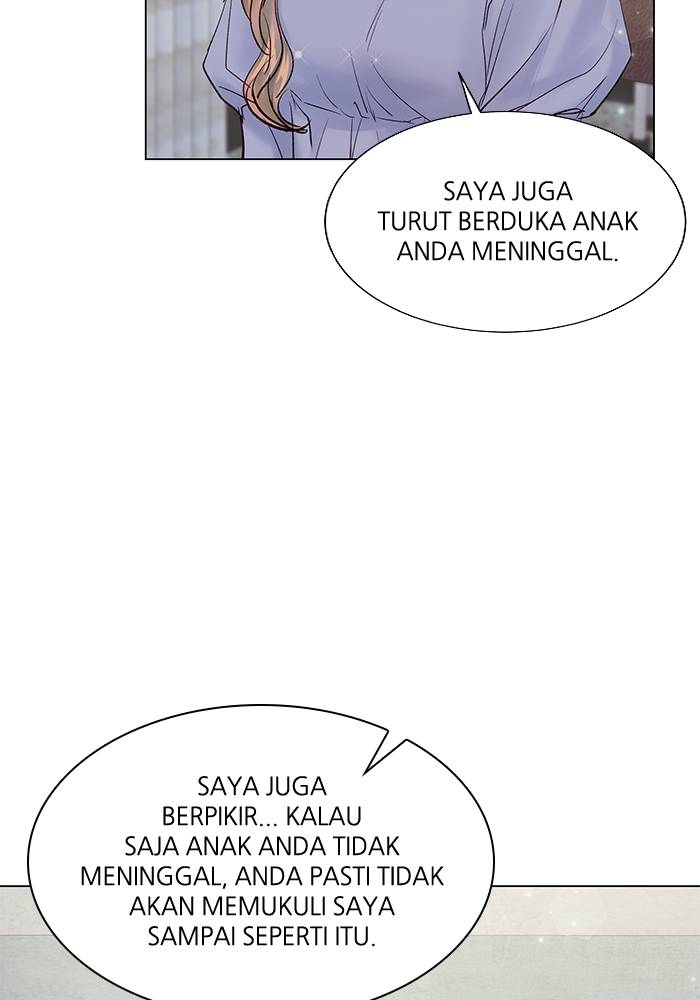 SAYA JUGA
TURUT BERDUKA ANAK
ANDA MENINGGAL.
SAYA JUGA
BERPIKIR... KALAU
SAJA ANAK ANDA TIDAK
MENINGGAL, ANDA PASTI TIDAK
AKAN MEMUKULI SAYA
SAMPAI SEPERTI ITU.